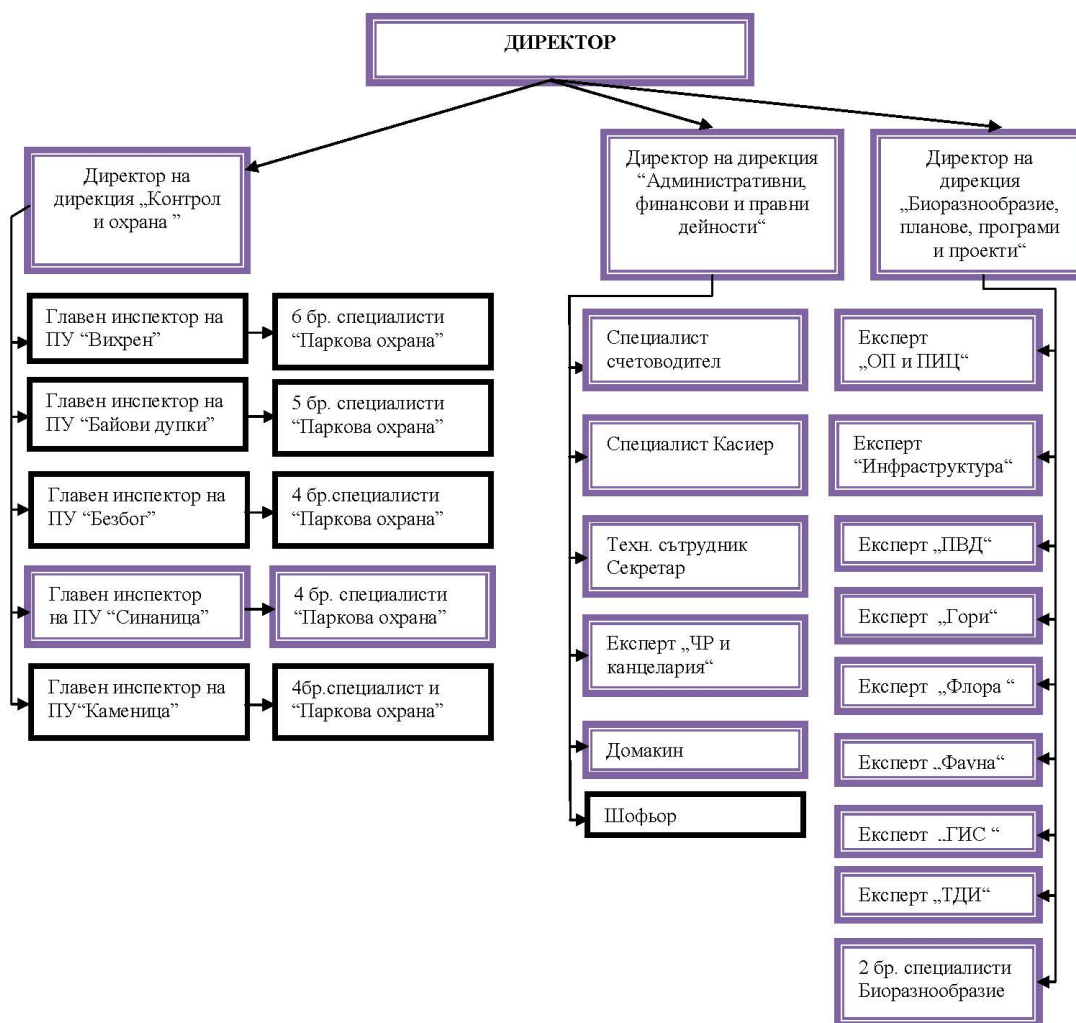 ДИРЕКТОР
Директор на
дирекция „Контрол
и охрана ”
Директор на дирекция
“Административни,
финансови и правни
дейности“
Директор на
дирекция
„Биоразнообразие,
планове, програми
и проекти“
Главен инспектор на
ПУ “Вихрен”
6 бр. специалисти
“Паркова охрана”
Главен инспектор на
ПУ “Байови дупки”
5 бр. специалисти
“Паркова охрана”
Главен инспектор на
ПУ “Безбог”
4 бр.специалисти
“Паркова охрана”
Главен инспектор
на ПУ “Синаница”
4 бр. специалисти
“Паркова охрана”
Главен инспектор на
ПУ“Каменица”
4бр.специалист и
“Паркова охрана”
Специалист
счетоводител
Специалист Касиер
Техн. сътрудник
Секретар
Експерт „ЧР и
канцелария“
Домакин
Шофьор
Експерт
„ОП и ПИЦ“
Експерт
“Инфраструктура“
Експерт „ПВД“
Експерт „Гори“
Експерт „Флора “
Експерт „Фауна“
Експерт „ГИС “
Експерт „ТДИ“
2 бр. специалисти
Биоразнообразие